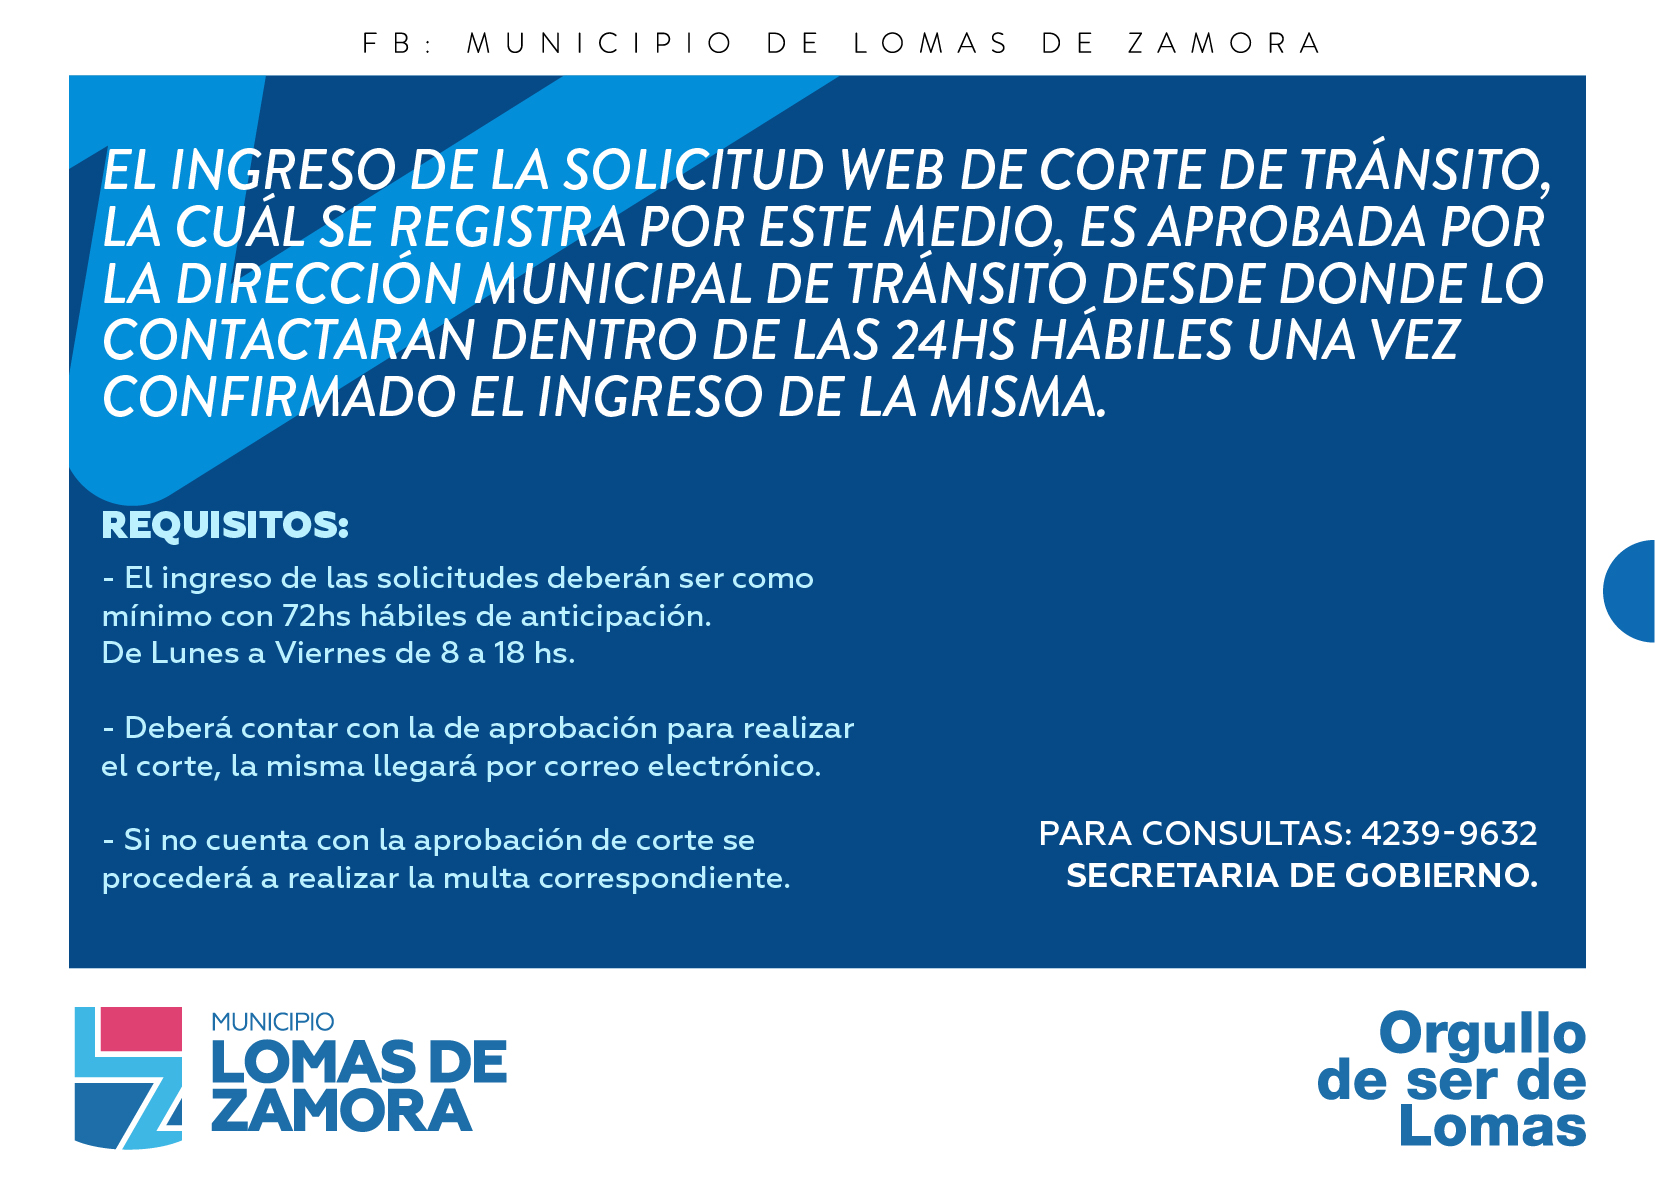 FB: MUNICIPIO DE LOMAS DE ZAMORA
EL INGRESO DE LA SOLICITUD WEB DE CORTE DE TRÁNSITO,
LA CUÁL SE REGISTRA POR ESTE MEDIO, ES APROBADA POR
LA DIRECCIÓN MUNICIPAL DE TRÁNSITO DESDE DONDE LO
CONTACTARAN DENTRO DE LAS 24HS HÁBILES UNA VEZ
CONFIRMADO EL INGRESO DE LA MISMA.
REQUISITOS:
- El ingreso de las solicitudes deberán ser como
mínimo con 72hs hábiles de anticipación.
De Lunes a Viernes de 8 a 18 hs.
- Deberá contar con la de aprobación para realizar
el corte, la misma llegará por correo electrónico.
- Si no cuenta con la aprobación de corte se
procederá a realizar la multa correspondiente.
PARA CONSULTAS: 4239-9632
SECRETARIA DE GOBIERNO.
MUNICIPIO
LOMAS DE
ZAMORA
Orgullo
de ser de
Lomas